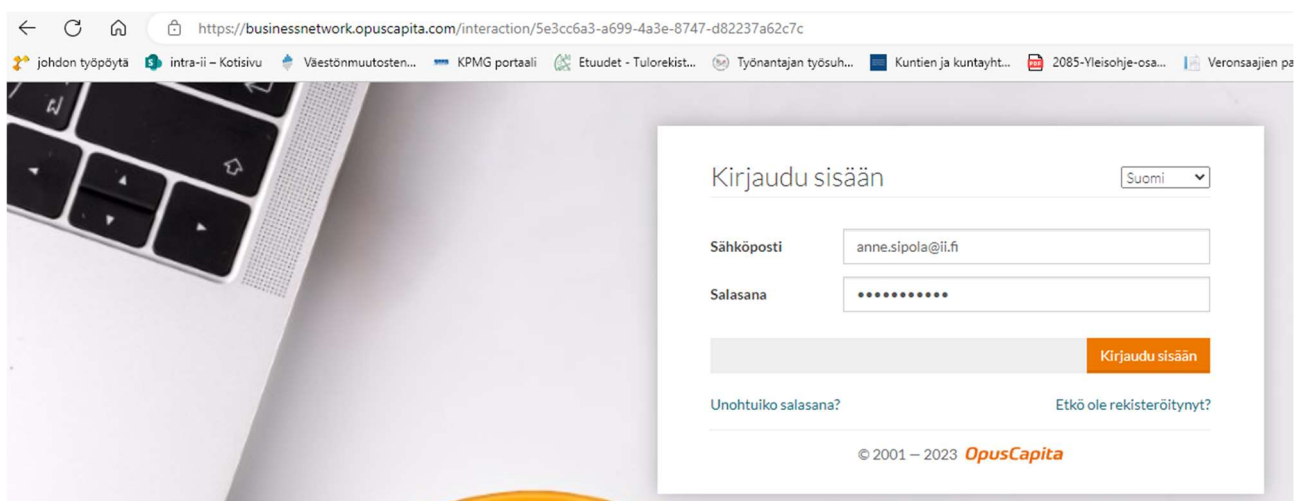 https://businessnetwork.opuscapita.com/interaction/5e3cc6a3-a699-4a3e-8747-d82237a62c7c
johdon työpöytä intra-ii – Kotisivu Väestönmuutosten... KPMG portaali Etuudet - Tulorekist... Työnantajan työsuh... Kuntien ja kuntayht... 2085-Yleisohje-osa... Veronsaajien pa
Kirjaudu sisään Suomi
Sähköposti anne.sipola@ii.fi
Salasana •••••••••••
Kirjaudu sisään
Unohtuiko salasana? Etkö ole rekisteröitynyt?
© 2001 – 2023 OpusCapita